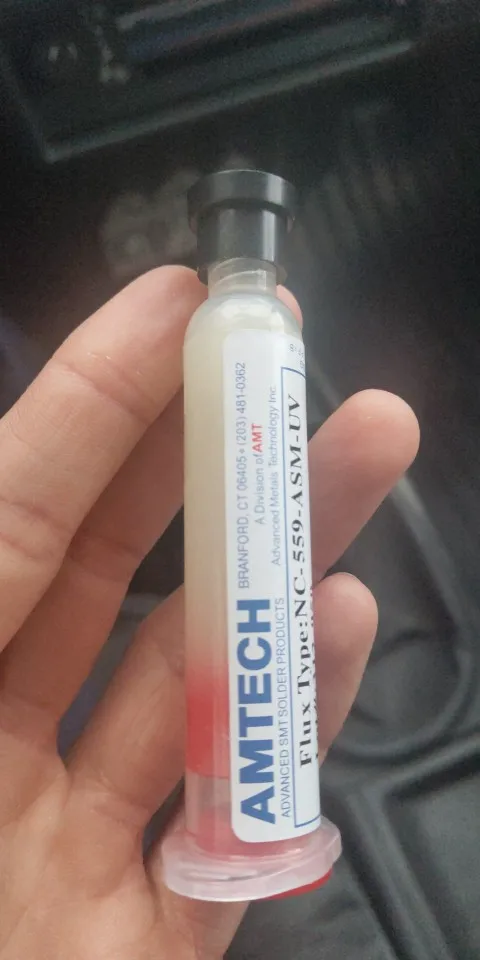 AMTECH
BRANFORD, CT 06405 • (203) 481-0362
A Division of AMT
Advanced Metals Technology Inc.
ADVANCED SMT SOLDER PRODUCTS
Flux Type:NC-559-ASM-UV